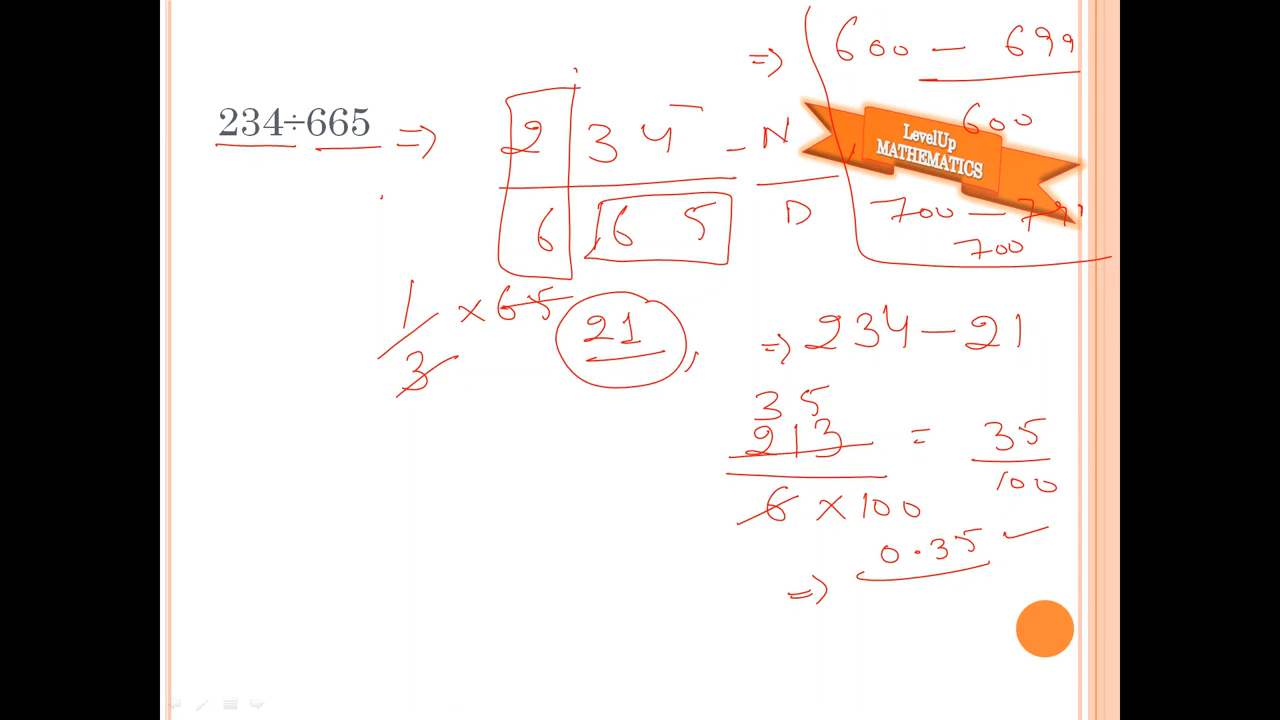 234÷665 => 2 34 / 6 65 = N / D
=> 600 — 699
600
LevelUp
MATHEMATICS
700 — 799
700
1/3 × 65 21,
=> 234 — 21
35
213 / 6 × 100 = 35 / 100
=> 0.35